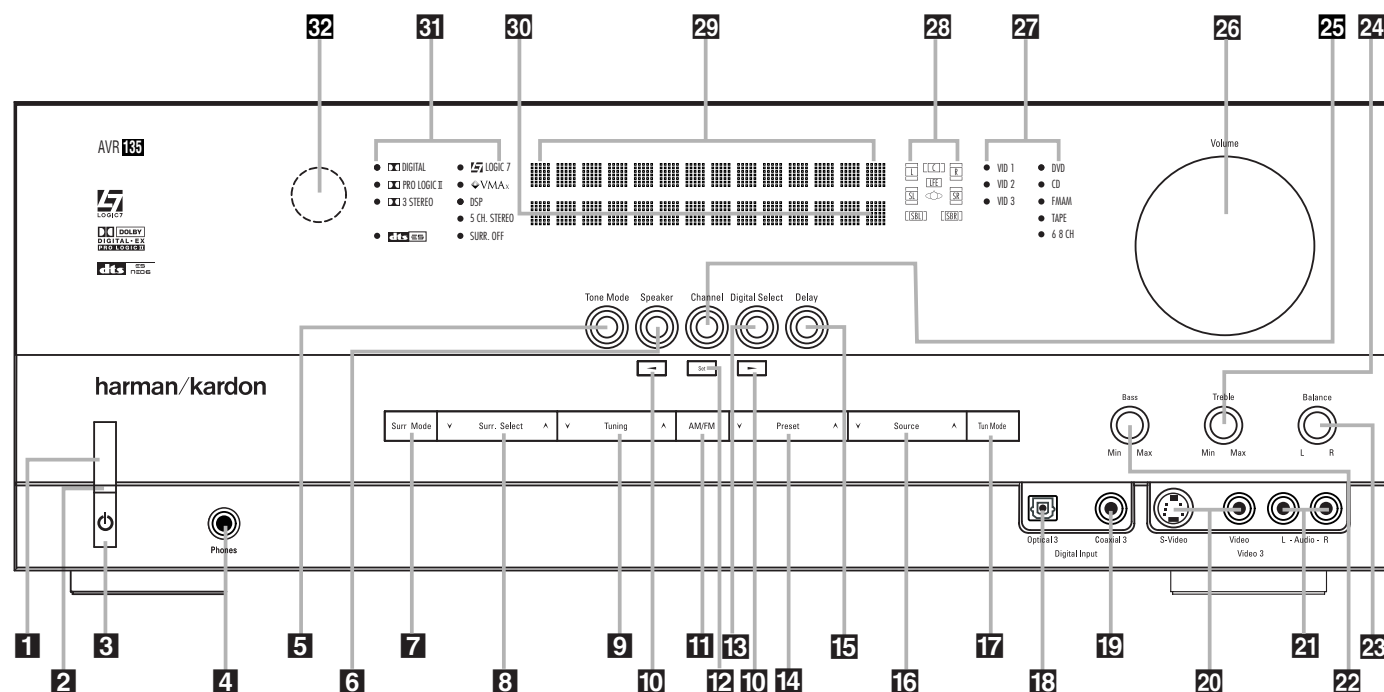 32 31 30 29 28 27 26 25 24
AVR 135
Volume
DIGITAL
PRO LOGIC II
3 STEREO
dts ES
LOGIC 7
VMAx
DSP
5 CH. STEREO
SURR. OFF
L C R
LFE
SL SR
SBL SBR
VID 1
VID 2
VID 3
DVD
CD
FMAM
TAPE
6 8 CH
LOGIC7
DOLBY
DIGITAL·EX
PRO LOGIC II
dts ES
NEO:6
Tone Mode Speaker Channel Digital Select Delay
Set
harman/kardon
Surr Mode Surr. Select Tuning AM/FM Preset Source Tun Mode
Bass Treble Balance
Min Max Min Max L R
Phones
Optical 3 Coaxial 3
Digital Input
S-Video Video L - Audio - R
Video 3
1 3 5 7 9 11 13 15 17 19 21 23
2 4 6 8 10 12 10 14 16 18 20 22